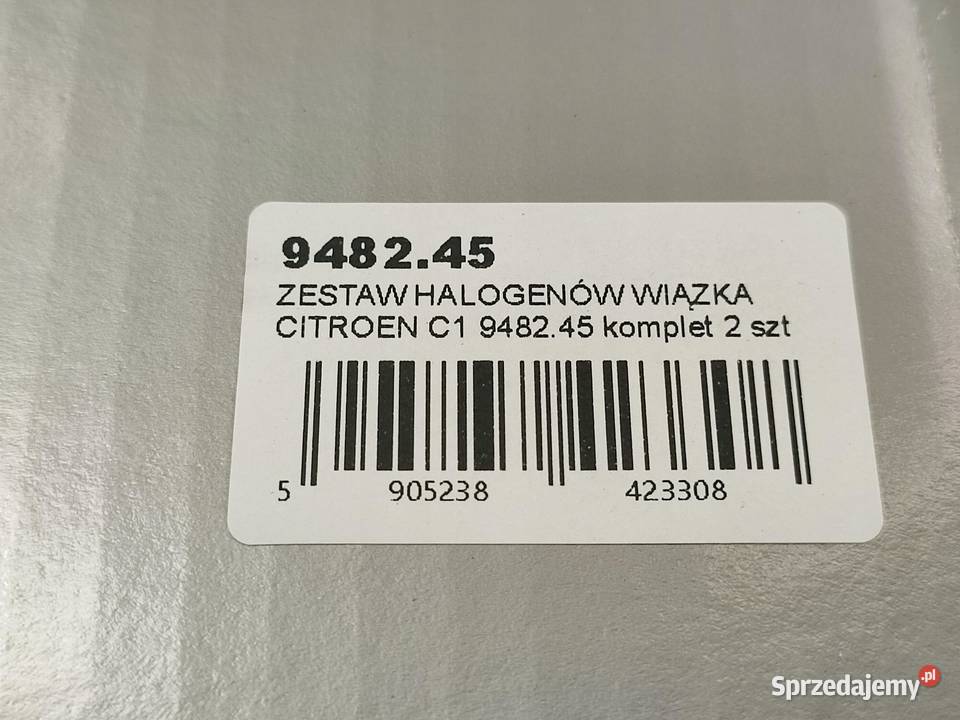 9482.45
ZESTAW HALOGENÓW WIĄZKA
CITROEN C1 9482.45 komplet 2 szt
5 905238 423308
Sprzedajemy.pl